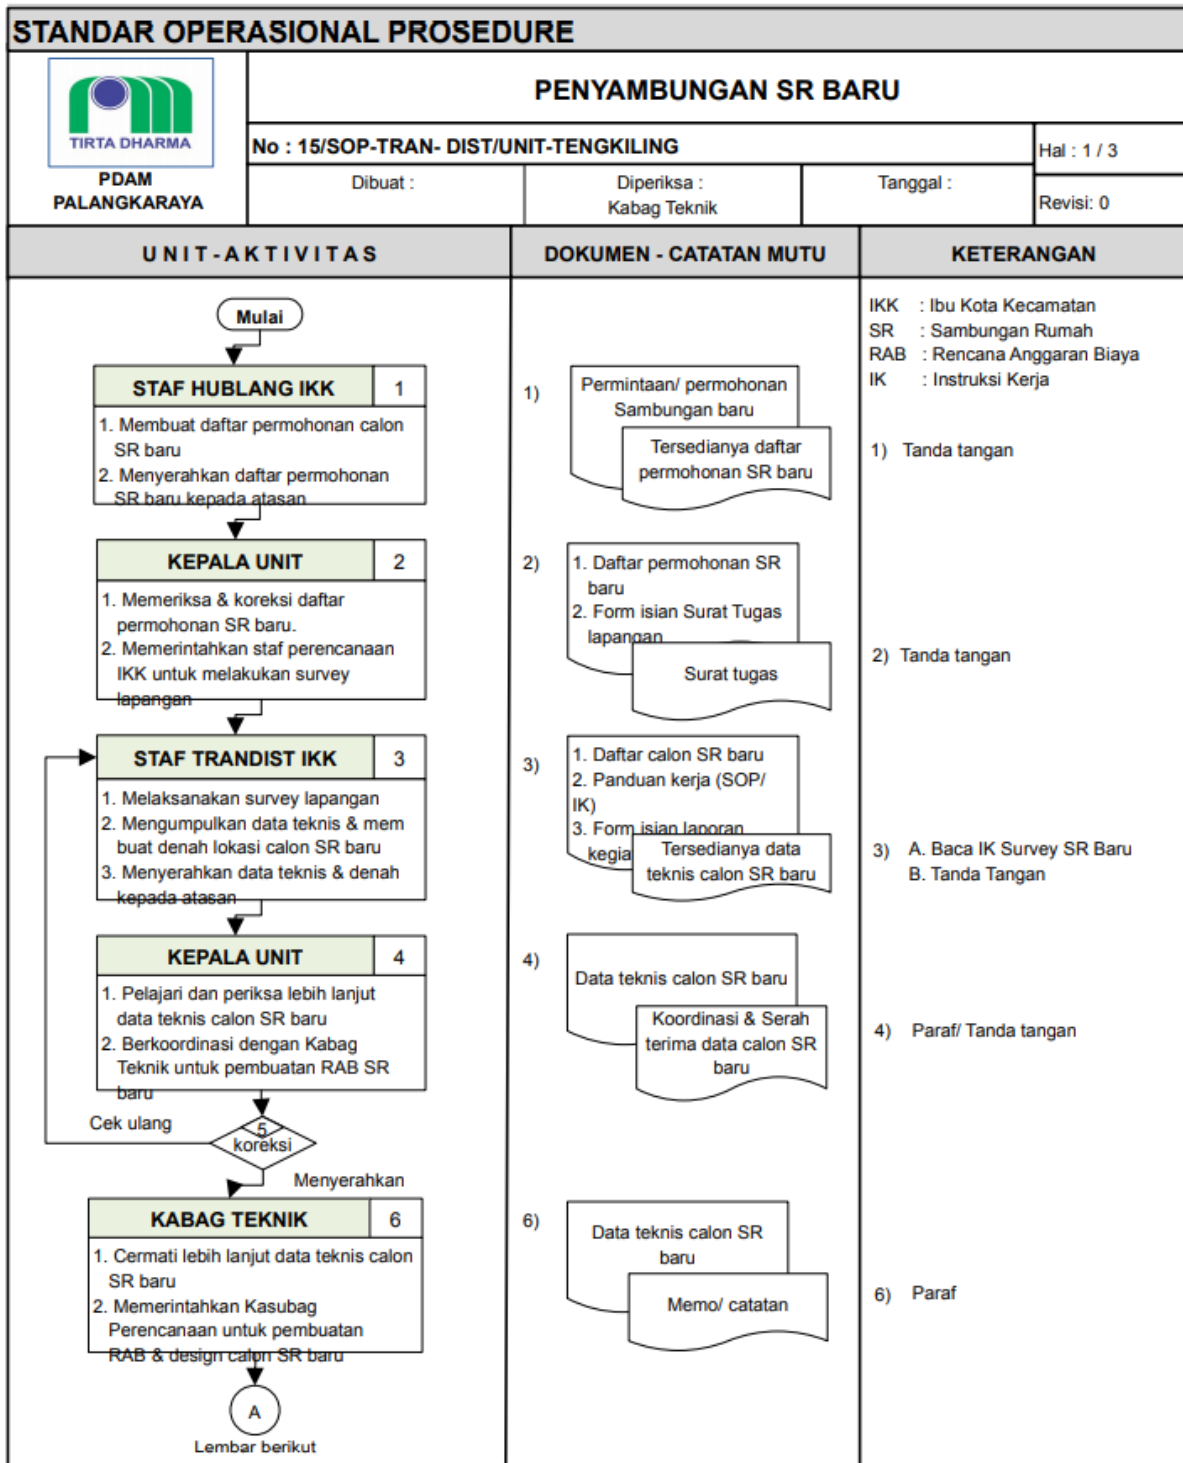 STANDAR OPERASIONAL PROSEDURE
TIRTA DHARMA
PDAM
PALANGKARAYA
PENYAMBUNGAN SR BARU
No : 15/SOP-TRAN- DIST/UNIT-TENGKILING
Hal : 1 / 3
Dibuat :
Diperiksa :
Kabag Teknik
Tanggal :
Revisi: 0
U N I T - A K T I V I T A S
DOKUMEN - CATATAN MUTU
KETERANGAN
Mulai
STAF HUBLANG IKK
1
1. Membuat daftar permohonan calon
SR baru
2. Menyerahkan daftar permohonan
SR baru kepada atasan
KEPALA UNIT
2
1. Memeriksa & koreksi daftar
permohonan SR baru.
2. Memerintahkan staf perencanaan
IKK untuk melakukan survey
lapangan
STAF TRANDIST IKK
3
1. Melaksanakan survey lapangan
2. Mengumpulkan data teknis & mem
buat denah lokasi calon SR baru
3. Menyerahkan data teknis & denah
kepada atasan
KEPALA UNIT
4
1. Pelajari dan periksa lebih lanjut
data teknis calon SR baru
2. Berkoordinasi dengan Kabag
Teknik untuk pembuatan RAB SR
baru
Cek ulang
5
koreksi
Menyerahkan
KABAG TEKNIK
6
1. Cermati lebih lanjut data teknis calon
SR baru
2. Memerintahkan Kasubag
Perencanaan untuk pembuatan
RAB & design calon SR baru
A
Lembar berikut
1)
Permintaan/ permohonan
Sambungan baru
Tersedianya daftar
permohonan SR baru
2)
1. Daftar permohonan SR
baru
2. Form isian Surat Tugas
lapangan
Surat tugas
3)
1. Daftar calon SR baru
2. Panduan kerja (SOP/
IK)
3. Form isian laporan
kegia
Tersedianya data
teknis calon SR baru
4)
Data teknis calon SR baru
Koordinasi & Serah
terima data calon SR
baru
6)
Data teknis calon SR
baru
Memo/ catatan
IKK : Ibu Kota Kecamatan
SR : Sambungan Rumah
RAB : Rencana Anggaran Biaya
IK : Instruksi Kerja
1) Tanda tangan
2) Tanda tangan
3) A. Baca IK Survey SR Baru
B. Tanda Tangan
4) Paraf/ Tanda tangan
6) Paraf